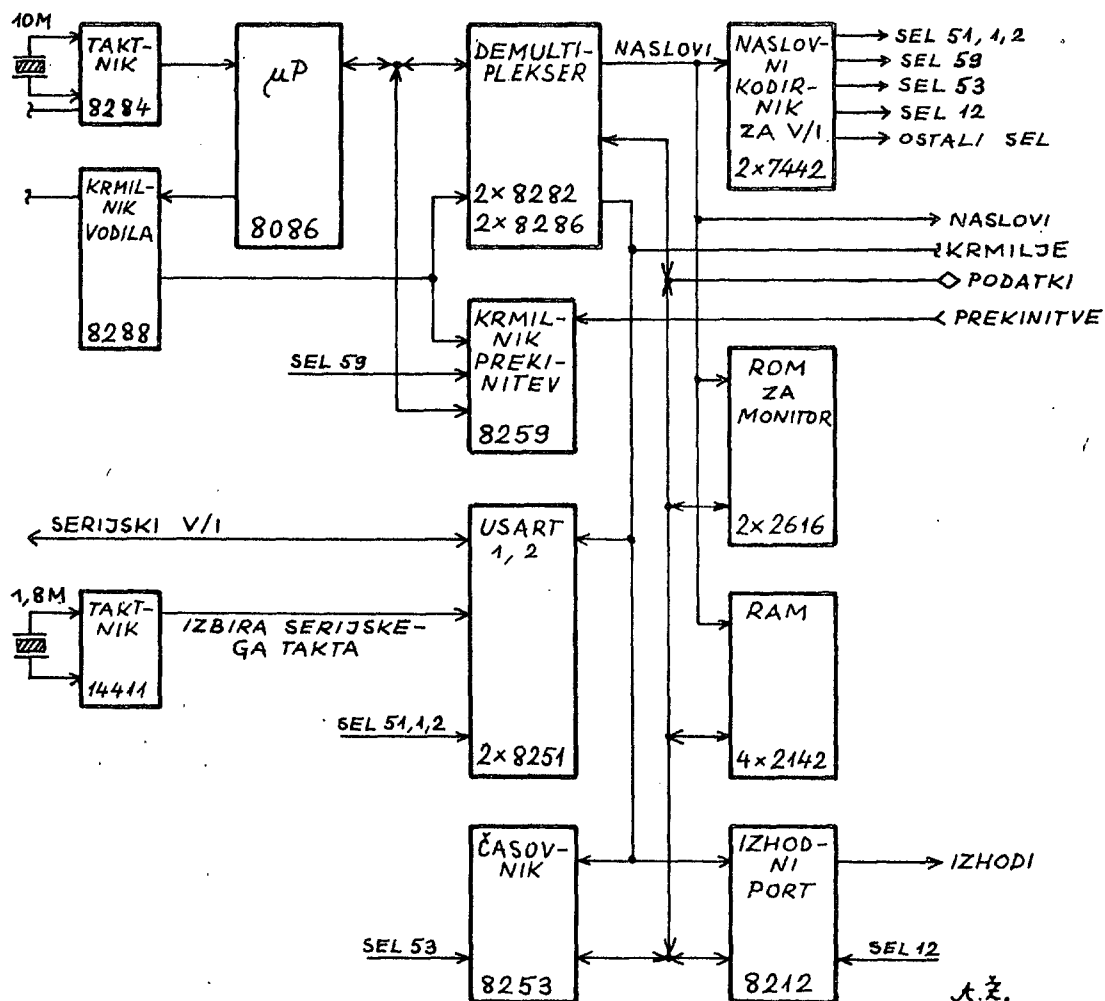 10M
TAKT-
NIK
8284
µP
8086
DEMULTI-
PLEKSER
2×8282
2×8286
NASLOVI
NASLOV-
NI
KODIR-
NIK
ZA V/I
2×7442
SEL 51, 1, 2
SEL 59
SEL 53
SEL 12
OSTALI SEL
KRMIL-
NIK
VODILA
8288
NASLOVI
KRMILJE
PODATKI
PREKINITVE
SEL 59
KRMIL-
NIK
PREKI-
NITEV
8259
ROM
ZA
MONITOR
2×2616
SERIJSKI V/I
USART
1, 2
2×8251
1,8M
TAKT-
NIK
14411
IZBIRA SERIJSKE-
GA TAKTA
SEL 51,1,2
RAM
4×2142
ČASOV-
NIK
8253
SEL 53
IZHOD-
NI
PORT
8212
IZHODI
SEL 12
A.Ž.